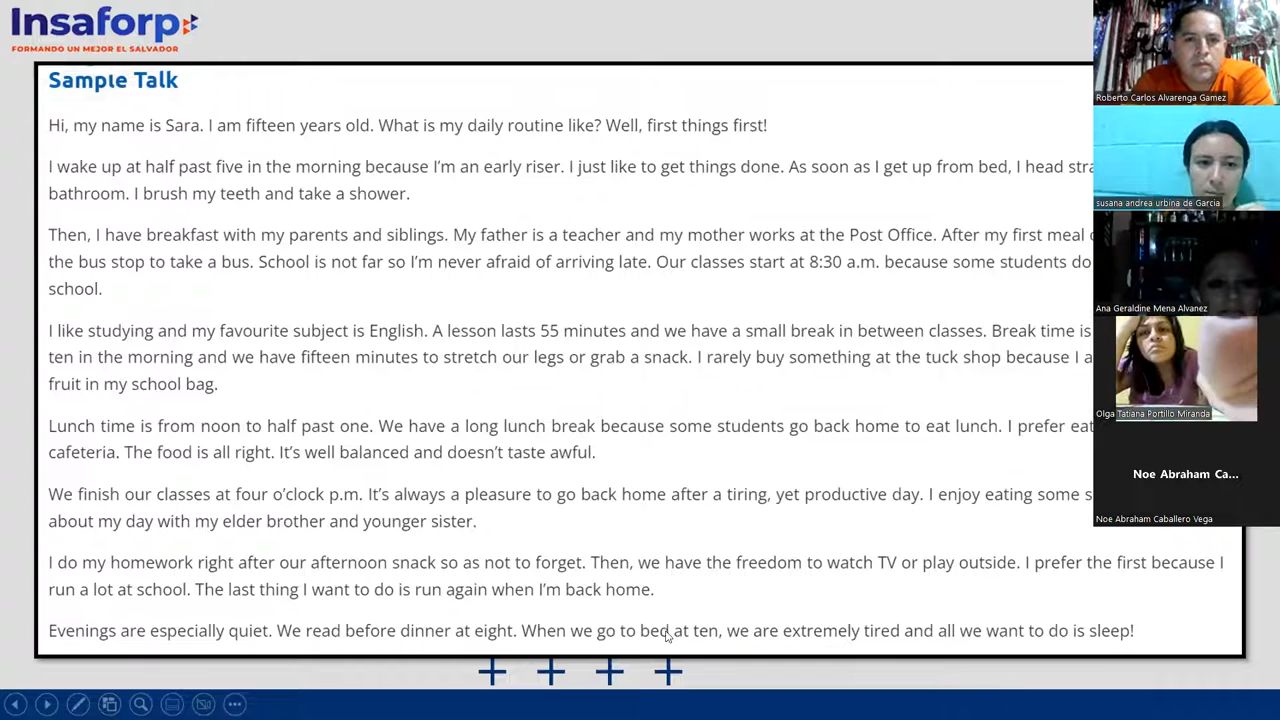 Insaforp
FORMANDO UN MEJOR EL SALVADOR
Sample Talk
Hi, my name is Sara. I am fifteen years old. What is my daily routine like? Well, first things first!
I wake up at half past five in the morning because I'm an early riser. I just like to get things done. As soon as I get up from bed, I head
bathroom. I brush my teeth and take a shower.
Then, I have breakfast with my parents and siblings. My father is a teacher and my mother works at the Post Office. After my first meal
the bus stop to take a bus. School is not far so I'm never afraid of arriving late. Our classes start at 8:30 a.m. because some students do
school.
I like studying and my favourite subject is English. A lesson lasts 55 minutes and we have a small break in between classes. Break time is
ten in the morning and we have fifteen minutes to stretch our legs or grab a snack. I rarely buy something at the tuck shop because I
fruit in my school bag.
Lunch time is from noon to half past one. We have a long lunch break because some students go back home to eat lunch. I prefer
cafeteria. The food is all right. It's well balanced and doesn't taste awful.
We finish our classes at four o'clock p.m. It's always a pleasure to go back home after a tiring, yet productive day. I enjoy eating some
about my day with my elder brother and younger sister.
I do my homework right after our afternoon snack so as not to forget. Then, we have the freedom to watch TV or play outside. I prefer the first because I
run a lot at school. The last thing I want to do is run again when I'm back home.
Evenings are especially quiet. We read before dinner at eight. When we go to bed at ten, we are extremely tired and all we want to do is sleep!
Roberto Carlos Alvarenga Gamez
susana andrea urbina de Garcia
Ana Geraldine Mena Alvanez
Olga Tatiana Portillo Miranda
Noe Abraham Ca...
Noe Abraham Caballero Vega